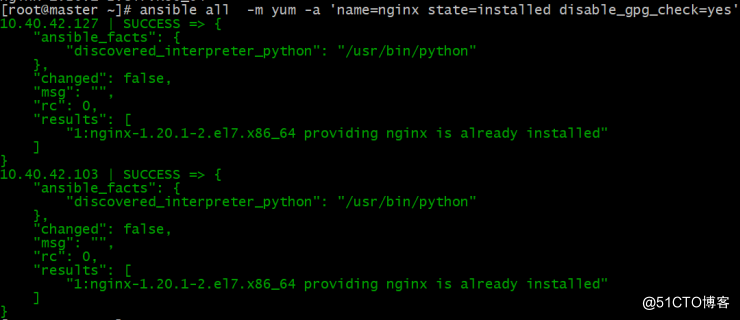 [root@master ~]# ansible all  -m yum -a 'name=nginx state=installed disable_gpg_check=yes'
10.40.42.127 | SUCCESS => {
    "ansible_facts": {
        "discovered_interpreter_python": "/usr/bin/python"
    },
    "changed": false,
    "msg": "",
    "rc": 0,
    "results": [
        "1:nginx-1.20.1-2.el7.x86_64 providing nginx is already installed"
    ]
}
10.40.42.103 | SUCCESS => {
    "ansible_facts": {
        "discovered_interpreter_python": "/usr/bin/python"
    },
    "changed": false,
    "msg": "",
    "rc": 0,
    "results": [
        "1:nginx-1.20.1-2.el7.x86_64 providing nginx is already installed"
    ]
}
@51CTO博客